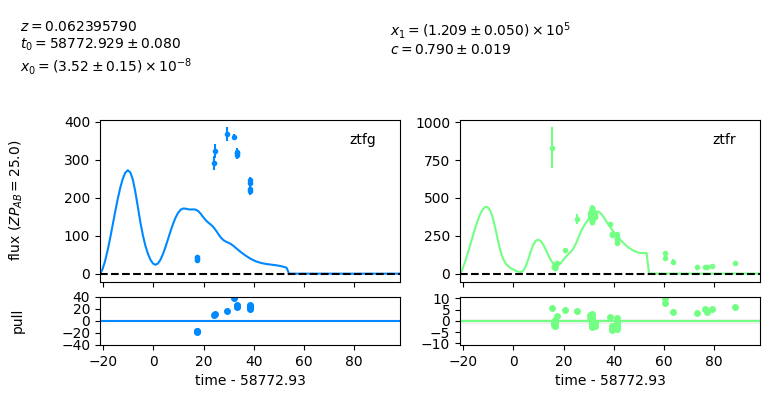 z = 0.062395790
t₀ = 58772.929 ± 0.080
x₀ = (3.52 ± 0.15) × 10⁻⁸
x₁ = (1.209 ± 0.050) × 10⁵
c = 0.790 ± 0.019
flux (ZP_AB = 25.0)
400
300
200
100
0
ztfg
1000
750
500
250
0
ztfr
pull
40
20
0
−20
−40
−20
0
20
40
60
80
time - 58772.93
10
5
0
−5
−10
−20
0
20
40
60
80
time - 58772.93